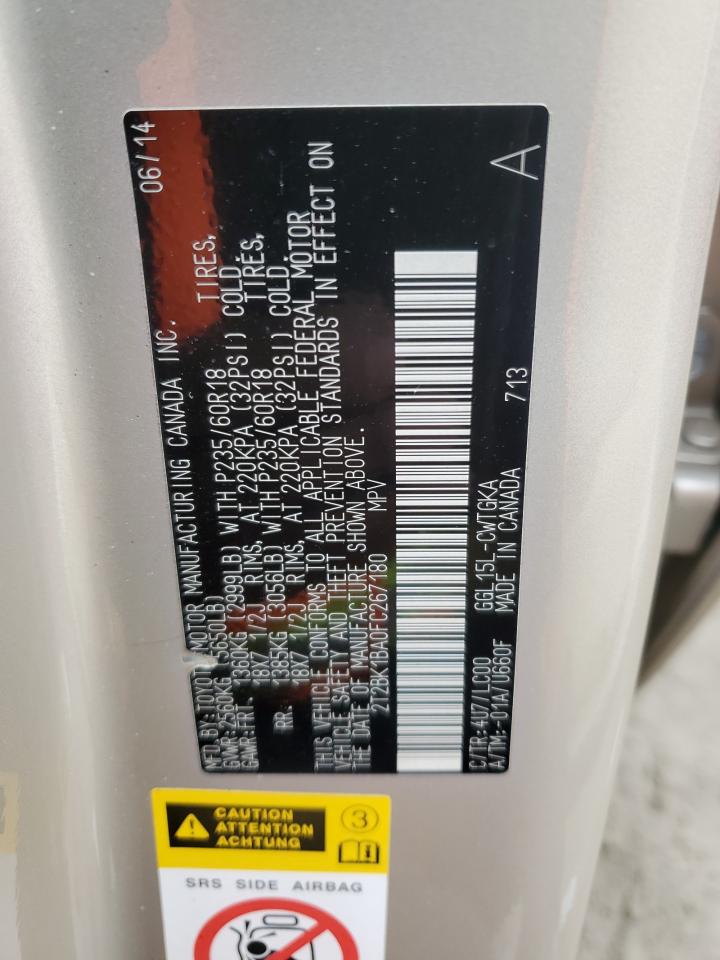 MFD. BY: TOYOTA MOTOR MANUFACTURING CANADA INC. 06/14
GVWR: 2560KG (5650LB)
GAWR: FRT. 1360KG (2999LB) WITH P235/60R18 TIRES,
18X7 1/2J RIMS, AT 220KPA (32PSI) COLD.
RR. 1385KG (3056LB) WITH P235/60R18 TIRES,
18X7 1/2J RIMS, AT 220KPA (32PSI) COLD.
THIS VEHICLE CONFORMS TO ALL APPLICABLE FEDERAL MOTOR
VEHICLE SAFETY AND THEFT PREVENTION STANDARDS IN EFFECT ON
THE DATE OF MANUFACTURE SHOWN ABOVE.
2T2BK1BA0FC267180 MPV
C/TR: 4V7/LC00 GGL15L-CWTGKA
A/TM: -01A/U660F MADE IN CANADA 713 A
CAUTION
ATTENTION
ACHTUNG
3
SRS SIDE AIRBAG